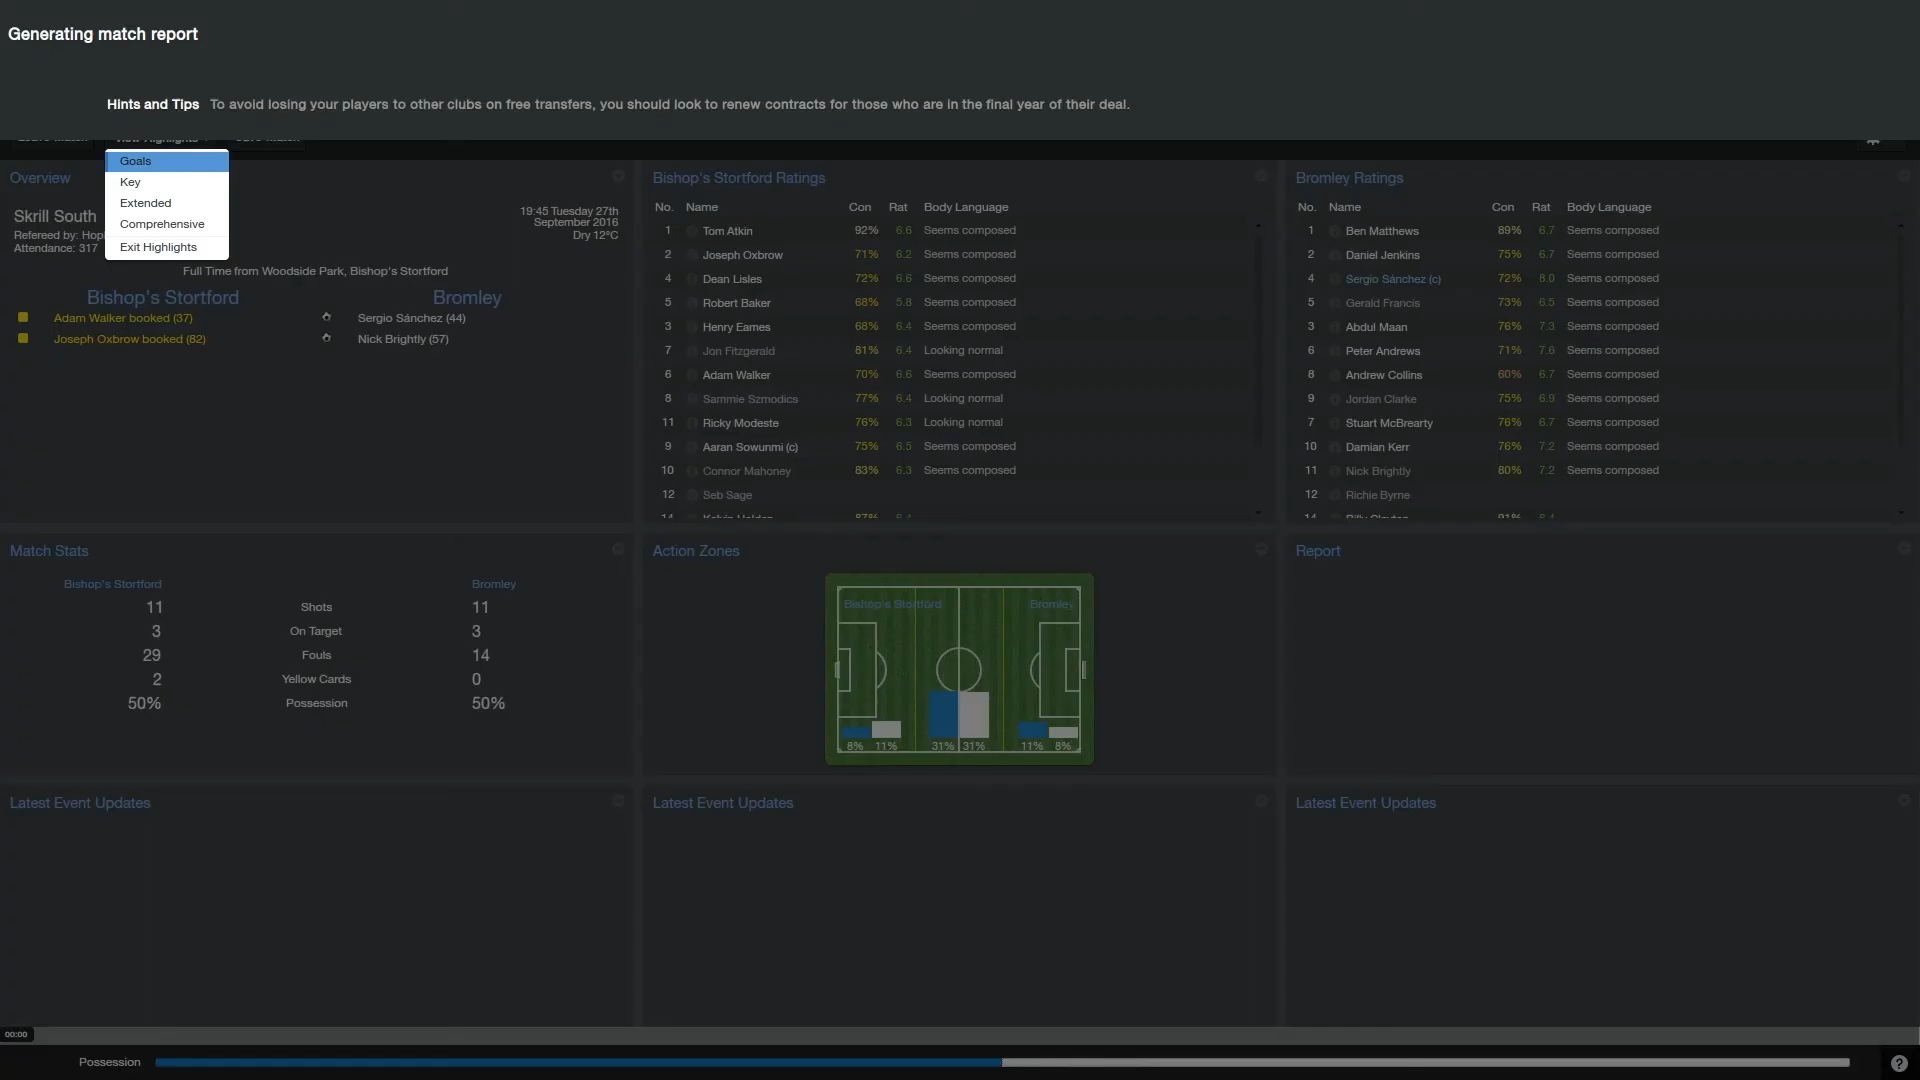 Generating match report
Hints and Tips To avoid losing your players to other clubs on free transfers, you should look to renew contracts for those who are in the final year of their deal.
Goals
Key
Extended
Comprehensive
Exit Highlights
Overview
Skrill South
Refereed by: Hop
Attendance: 317
19:45 Tuesday 27th
September 2016
Dry 12°C
Full Time from Woodside Park, Bishop's Stortford
Bishop's Stortford Bromley
Adam Walker booked (37) Sergio Sánchez (44)
Joseph Oxbrow booked (82) Nick Brightly (57)
Bishop's Stortford Ratings
No. Name Con Rat Body Language
1 Tom Atkin 92% 6.6 Seems composed
2 Joseph Oxbrow 71% 6.2 Seems composed
4 Dean Lisles 72% 6.6 Seems composed
5 Robert Baker 68% 5.8 Seems composed
3 Henry Eames 68% 6.4 Seems composed
7 Jon Fitzgerald 81% 6.4 Looking normal
6 Adam Walker 70% 6.6 Seems composed
8 Sammie Szmodics 77% 6.4 Looking normal
11 Ricky Modeste 76% 6.3 Looking normal
9 Aaran Sowunmi (c) 75% 6.5 Seems composed
10 Connor Mahoney 83% 6.3 Seems composed
12 Seb Sage
Bromley Ratings
No. Name Con Rat Body Language
1 Ben Matthews 89% 6.7 Seems composed
2 Daniel Jenkins 75% 6.7 Seems composed
4 Sergio Sánchez (c) 72% 8.0 Seems composed
5 Gerald Francis 73% 6.5 Seems composed
3 Abdul Maan 76% 7.3 Seems composed
6 Peter Andrews 71% 7.6 Seems composed
8 Andrew Collins 60% 6.7 Seems composed
9 Jordan Clarke 75% 6.9 Seems composed
7 Stuart McBrearty 76% 6.7 Seems composed
10 Damian Kerr 76% 7.2 Seems composed
11 Nick Brightly 80% 7.2 Seems composed
12 Richie Byrne
Match Stats
Bishop's Stortford Bromley
11 Shots 11
3 On Target 3
29 Fouls 14
2 Yellow Cards 0
50% Possession 50%
Action Zones
Bishop's Stortford Bromley
8% 11% 31% 31% 11% 8%
Report
Latest Event Updates
Latest Event Updates
Latest Event Updates
00:00
Possession
?